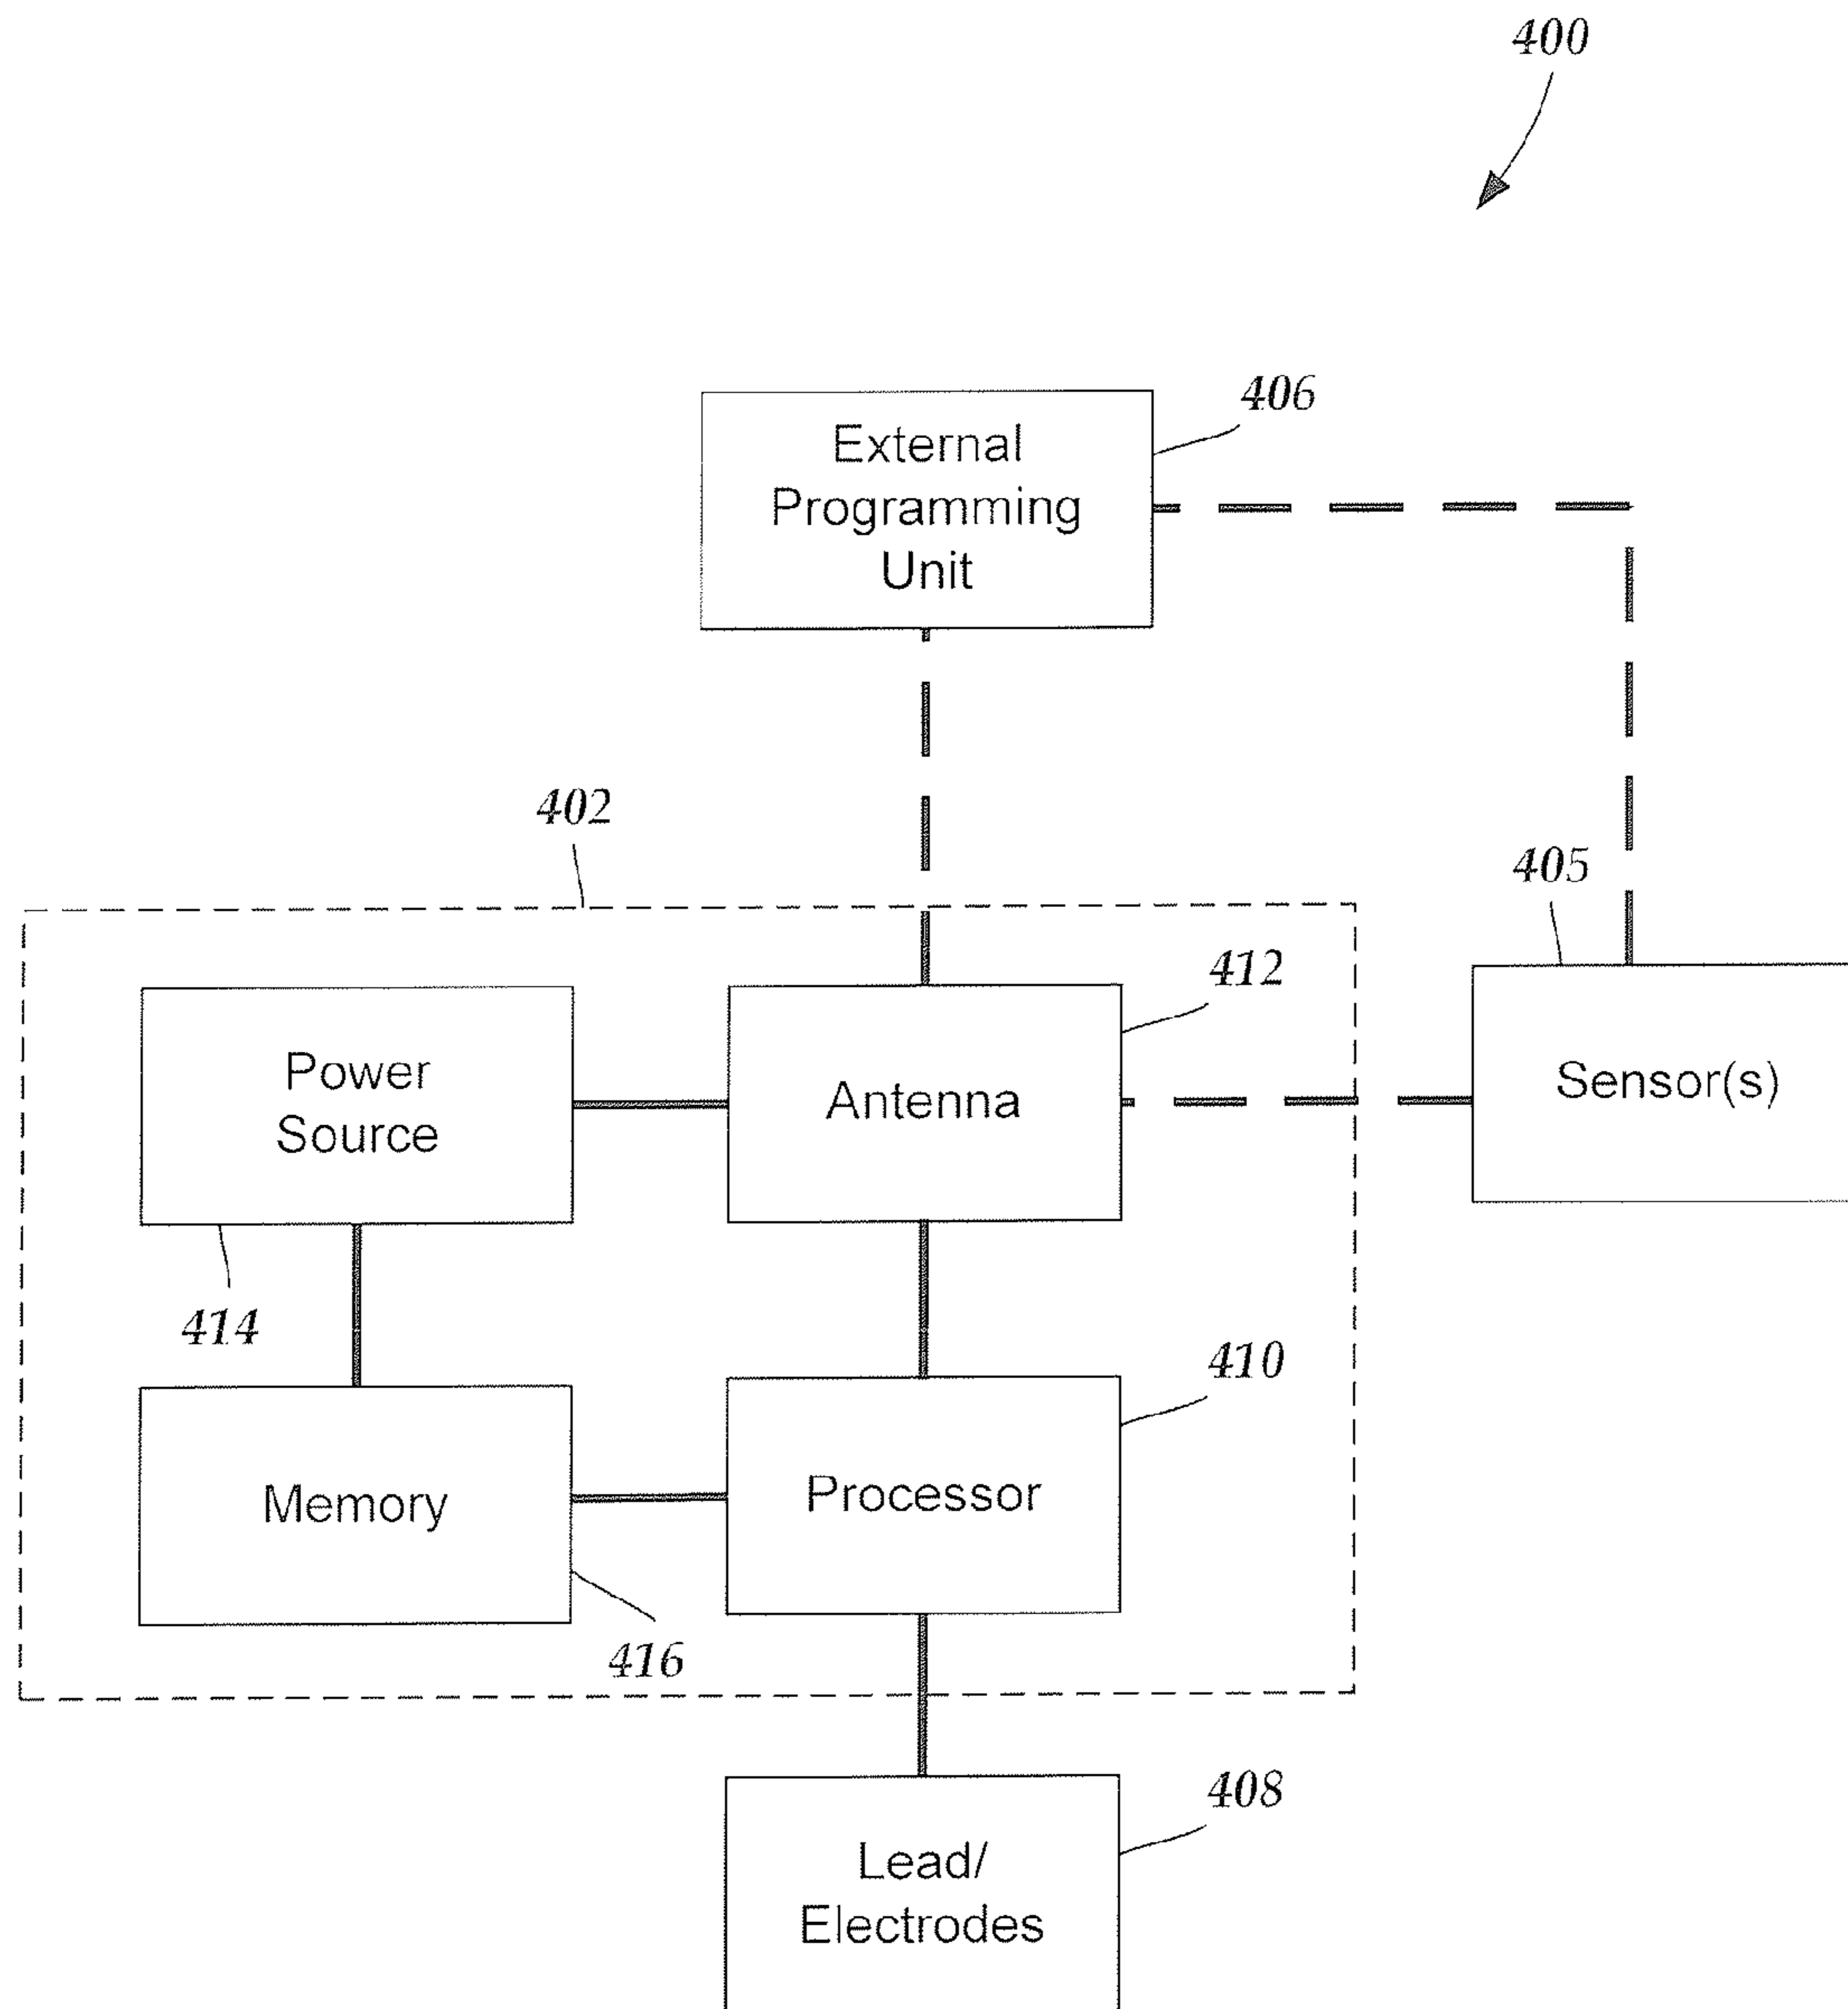 400
406
External
Programming
Unit
402
405
412
Power
Source
Antenna
Sensor(s)
414
410
Memory
Processor
416
408
Lead/
Electrodes